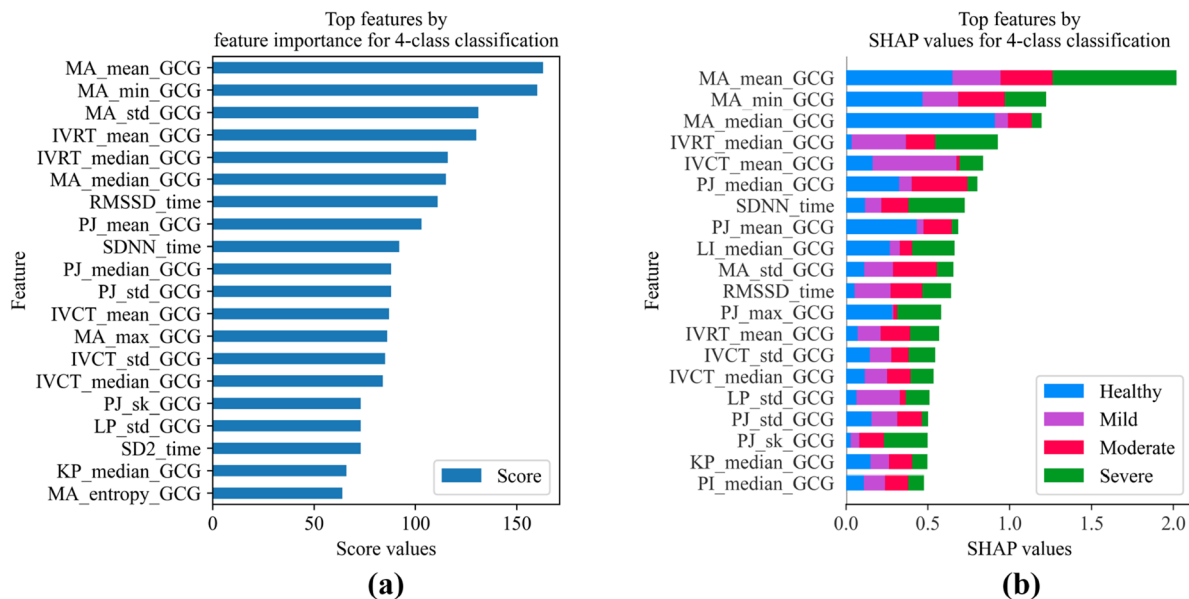 Top features by
feature importance for 4-class classification
MA_mean_GCG
MA_min_GCG
MA_std_GCG
IVRT_mean_GCG
IVRT_median_GCG
MA_median_GCG
RMSSD_time
PJ_mean_GCG
SDNN_time
PJ_median_GCG
PJ_std_GCG
IVCT_mean_GCG
MA_max_GCG
IVCT_std_GCG
IVCT_median_GCG
PJ_sk_GCG
LP_std_GCG
SD2_time
KP_median_GCG
MA_entropy_GCG
Feature
Score
0 50 100 150
Score values
(a)
Top features by
SHAP values for 4-class classification
MA_mean_GCG
MA_min_GCG
MA_median_GCG
IVRT_median_GCG
IVCT_mean_GCG
PJ_median_GCG
SDNN_time
PJ_mean_GCG
LI_median_GCG
MA_std_GCG
RMSSD_time
PJ_max_GCG
IVRT_mean_GCG
IVCT_std_GCG
IVCT_median_GCG
LP_std_GCG
PJ_std_GCG
PJ_sk_GCG
KP_median_GCG
PI_median_GCG
Feature
Healthy
Mild
Moderate
Severe
0.0 0.5 1.0 1.5 2.0
SHAP values
(b)